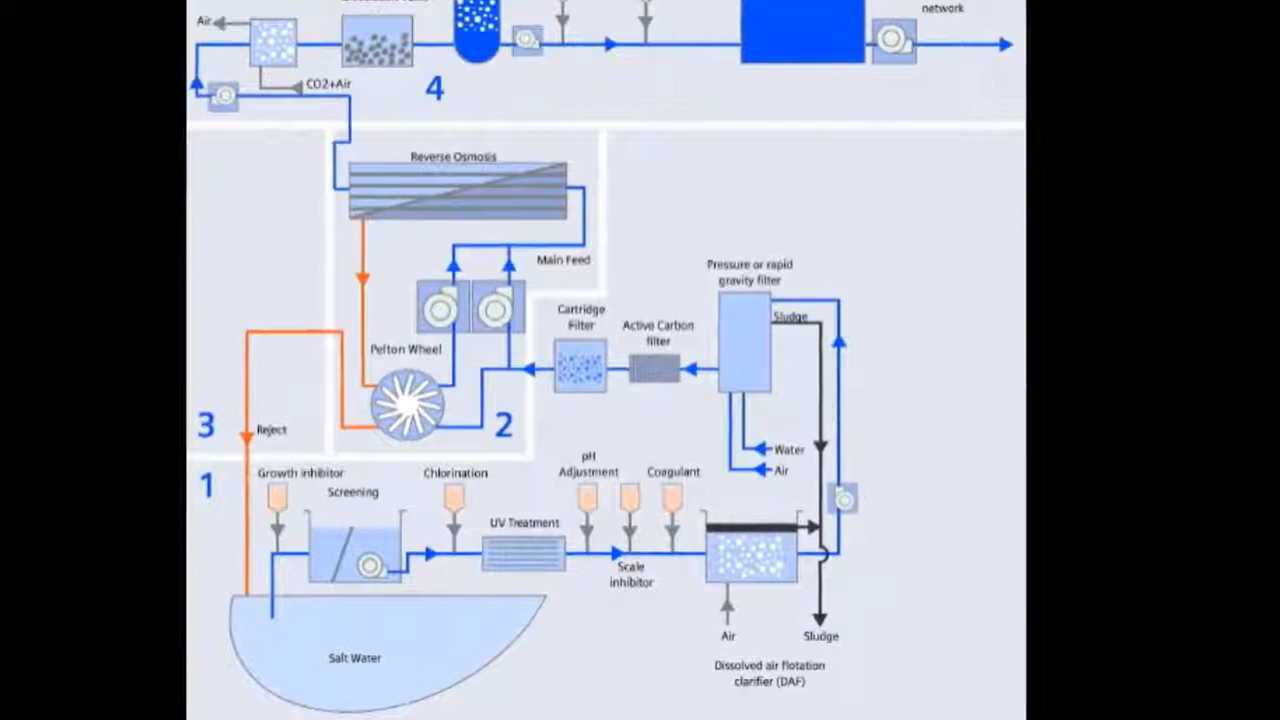 network
Air
CO2+Air
4
Reverse Osmosis
Main Feed
Pressure or rapid
gravity filter
Cartridge
Filter
Active Carbon
filter
Sludge
Pelton Wheel
3
2
Reject
Water
Air
1
Growth inhibitor
Screening
Chlorination
UV Treatment
pH
Adjustment
Coagulant
Scale
inhibitor
Salt Water
Air
Sludge
Dissolved air flotation
clarifier (DAF)